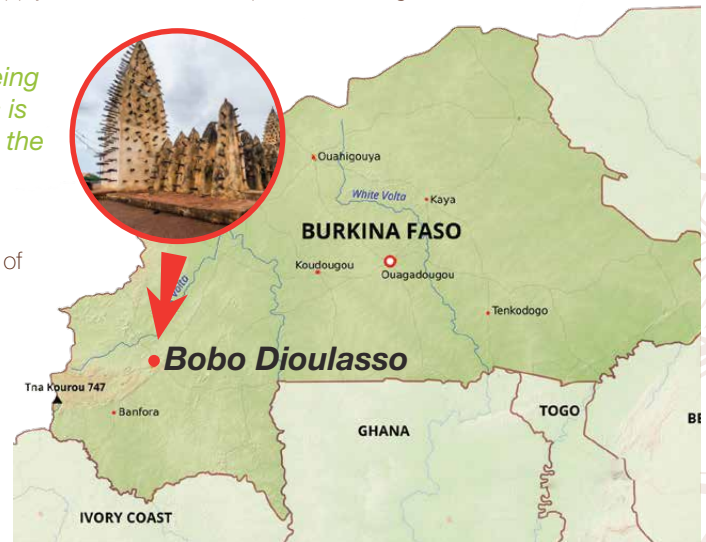 eing
is
the
of
Ouahigouya
White Volta
Kaya
BURKINA FASO
Koudougou
Ouagadougou
Volta
Tenkodogo
Bobo Dioulasso
Tna Kourou 747
Banfora
GHANA
TOGO
BE
IVORY COAST